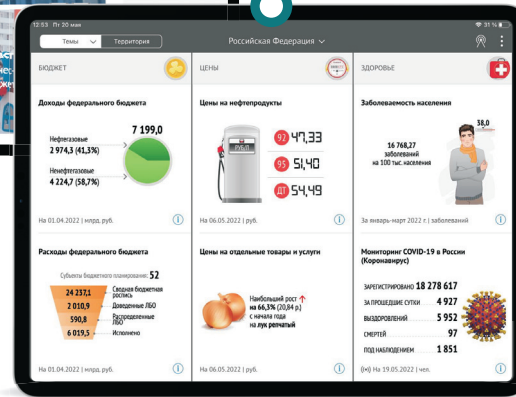 12:53 Пт 20 мая
31 %
Темы
Территория
Российская Федерация
БЮДЖЕТ
ЦЕНЫ
ЗДОРОВЬЕ
Доходы федерального бюджета
7 199,0
Нефтегазовые
2 974,3 (41,3%)
Ненефтегазовые
4 224,7 (58,7%)
На 01.04.2022 | млрд. руб.
Цены на нефтепродукты
РУБ/Л
92 47,33
95 51,40
ДТ 54,49
На 06.05.2022 | руб.
Заболеваемость населения
38,0
16 768,27
заболеваний
на 100 тыс. населения
За январь-март 2022 г. | заболеваний
Расходы федерального бюджета
Субъекты бюджетного планирования: 52
24 237,1 Сводная бюджетная
роспись
2 010,9 Доведенные ЛБО
590,8 Распределенные
ЛБО
6 019,5 Исполнено
На 01.04.2022 | млрд. руб.
Цены на отдельные товары и услуги
Наибольший рост
на 66,3% (20,84 р.)
с начала года
на лук репчатый
На 06.05.2022 | руб.
Мониторинг COVID-19 в России
(Коронавирус)
ЗАРЕГИСТРИРОВАНО 18 278 617
ЗА ПРОШЕДШИЕ СУТКИ 4 927
ВЫЗДОРОВЛЕНИЙ 5 952
СМЕРТЕЙ 97
ПОД НАБЛЮДЕНИЕМ 1 851
На 19.05.2022 | чел.